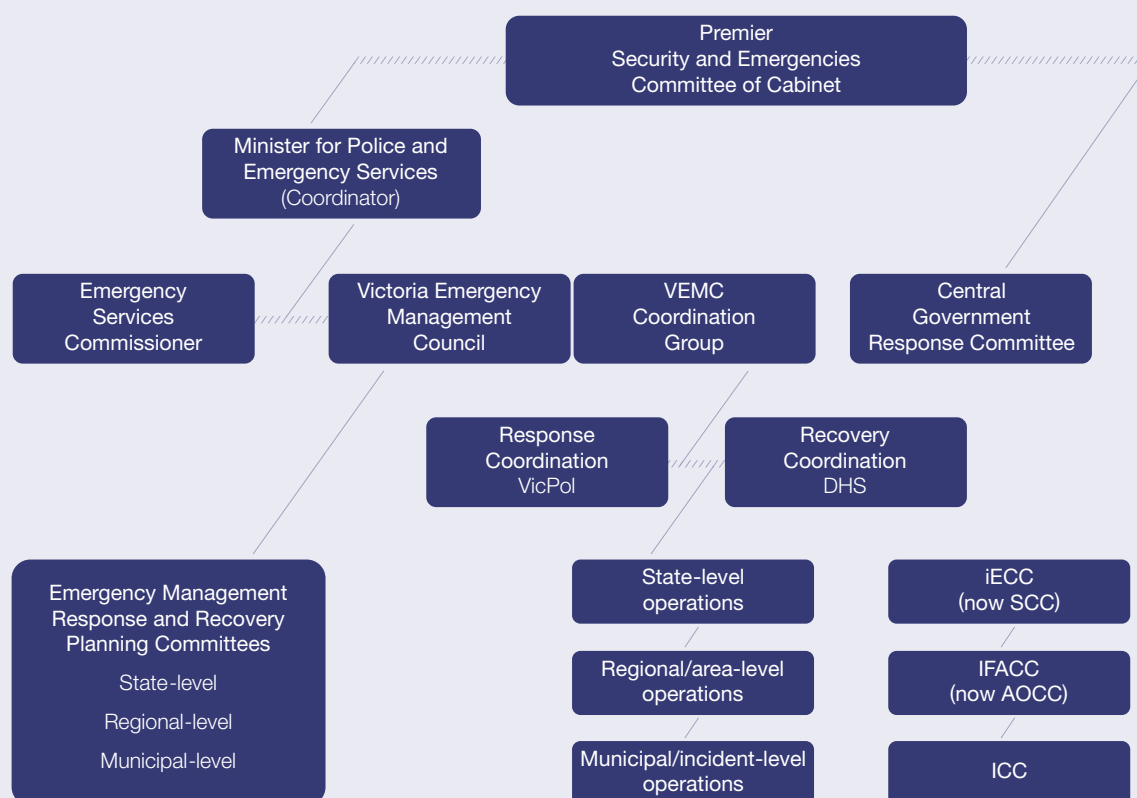 Premier
Security and Emergencies
Committee of Cabinet
Minister for Police and
Emergency Services
(Coordinator)
Emergency
Services
Commissioner
Victoria Emergency
Management
Council
VEMC
Coordination
Group
Central
Government
Response Committee
Response
Coordination
VicPol
Recovery
Coordination
DHS
Emergency Management
Response and Recovery
Planning Committees
State-level
Regional-level
Municipal-level
State-level
operations
iECC
(now SCC)
Regional/area-level
operations
IFACC
(now AOCC)
Municipal/incident-level
operations
ICC